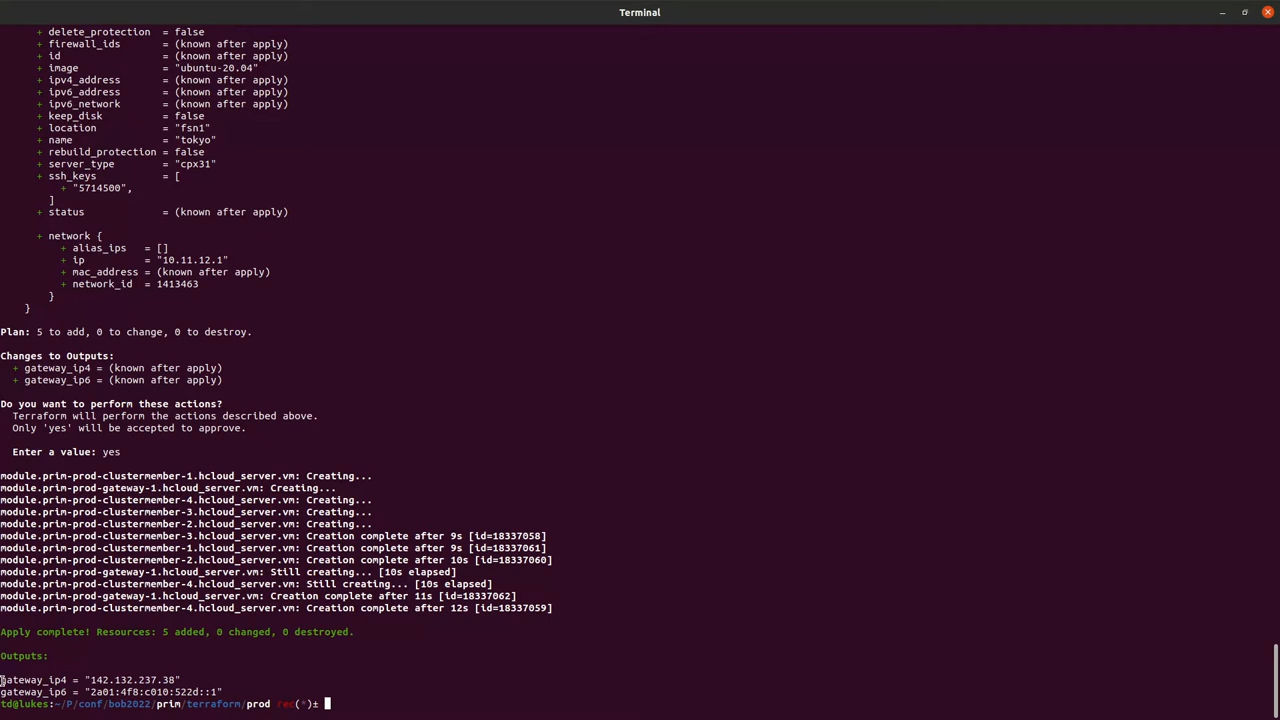 Terminal
+ delete_protection  = false
+ firewall_ids       = (known after apply)
+ id                 = (known after apply)
+ image              = "ubuntu-20.04"
+ ipv4_address       = (known after apply)
+ ipv6_address       = (known after apply)
+ ipv6_network       = (known after apply)
+ keep_disk          = false
+ location           = "fsn1"
+ name               = "tokyo"
+ rebuild_protection = false
+ server_type        = "cpx31"
+ ssh_keys           = [
+ "5714500",
]
+ status             = (known after apply)
+ network {
+ alias_ips   = []
+ ip          = "10.11.12.1"
+ mac_address = (known after apply)
+ network_id  = 1413463
}
}
Plan: 5 to add, 0 to change, 0 to destroy.
Changes to Outputs:
+ gateway_ip4 = (known after apply)
+ gateway_ip6 = (known after apply)
Do you want to perform these actions?
Terraform will perform the actions described above.
Only 'yes' will be accepted to approve.
Enter a value: yes
module.prim-prod-clustermember-1.hcloud_server.vm: Creating...
module.prim-prod-gateway-1.hcloud_server.vm: Creating...
module.prim-prod-clustermember-4.hcloud_server.vm: Creating...
module.prim-prod-clustermember-3.hcloud_server.vm: Creating...
module.prim-prod-clustermember-2.hcloud_server.vm: Creating...
module.prim-prod-clustermember-3.hcloud_server.vm: Creation complete after 9s [id=18337058]
module.prim-prod-clustermember-1.hcloud_server.vm: Creation complete after 9s [id=18337061]
module.prim-prod-clustermember-2.hcloud_server.vm: Creation complete after 10s [id=18337060]
module.prim-prod-gateway-1.hcloud_server.vm: Still creating... [10s elapsed]
module.prim-prod-clustermember-4.hcloud_server.vm: Still creating... [10s elapsed]
module.prim-prod-gateway-1.hcloud_server.vm: Creation complete after 11s [id=18337062]
module.prim-prod-clustermember-4.hcloud_server.vm: Creation complete after 12s [id=18337059]
Apply complete! Resources: 5 added, 0 changed, 0 destroyed.
Outputs:
gateway_ip4 = "142.132.237.38"
gateway_ip6 = "2a01:4f8:c010:522d::1"
td@lukes:~/P/conf/bob2022/prim/terraform/prod rec(*)±